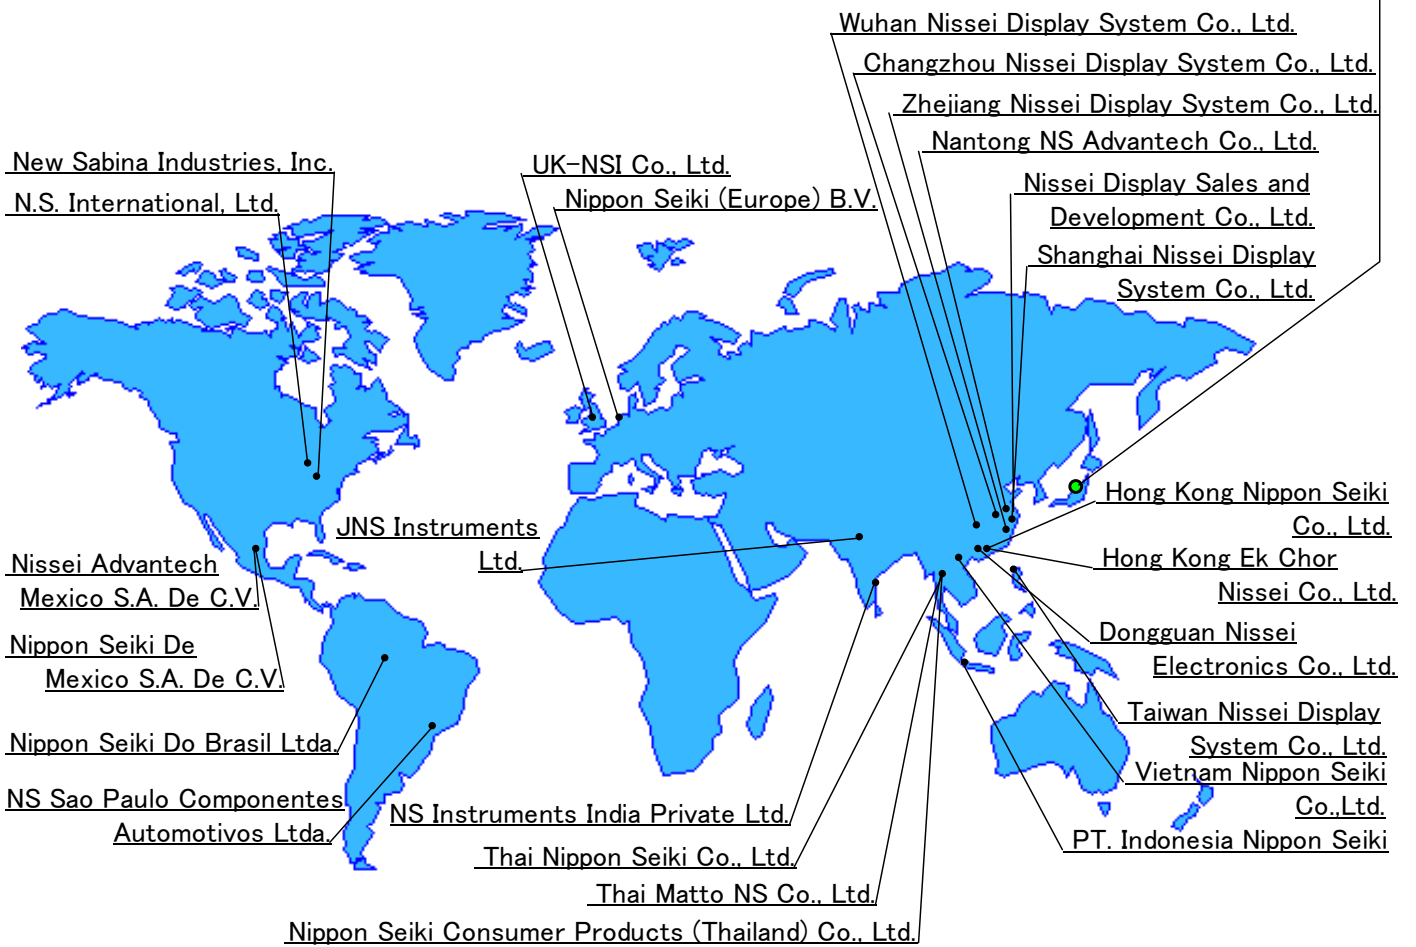 Wuhan Nissei Display System Co., Ltd.
Changzhou Nissei Display System Co., Ltd.
Zhejiang Nissei Display System Co., Ltd.
Nantong NS Advantech Co., Ltd.
Nissei Display Sales and
Development Co., Ltd.
Shanghai Nissei Display
System Co., Ltd.
New Sabina Industries, Inc.
N.S. International, Ltd.
UK-NSI Co., Ltd.
Nippon Seiki (Europe) B.V.
JNS Instruments
Ltd.
Nissei Advantech
Mexico S.A. De C.V.
Nippon Seiki De
Mexico S.A. De C.V.
Nippon Seiki Do Brasil Ltda.
NS Sao Paulo Componentes
Automotivos Ltda.
NS Instruments India Private Ltd.
Thai Nippon Seiki Co., Ltd.
Thai Matto NS Co., Ltd.
Nippon Seiki Consumer Products (Thailand) Co., Ltd.
Hong Kong Nippon Seiki
Co., Ltd.
Hong Kong Ek Chor
Nissei Co., Ltd.
Dongguan Nissei
Electronics Co., Ltd.
Taiwan Nissei Display
System Co., Ltd.
Vietnam Nippon Seiki
Co.,Ltd.
PT. Indonesia Nippon Seiki